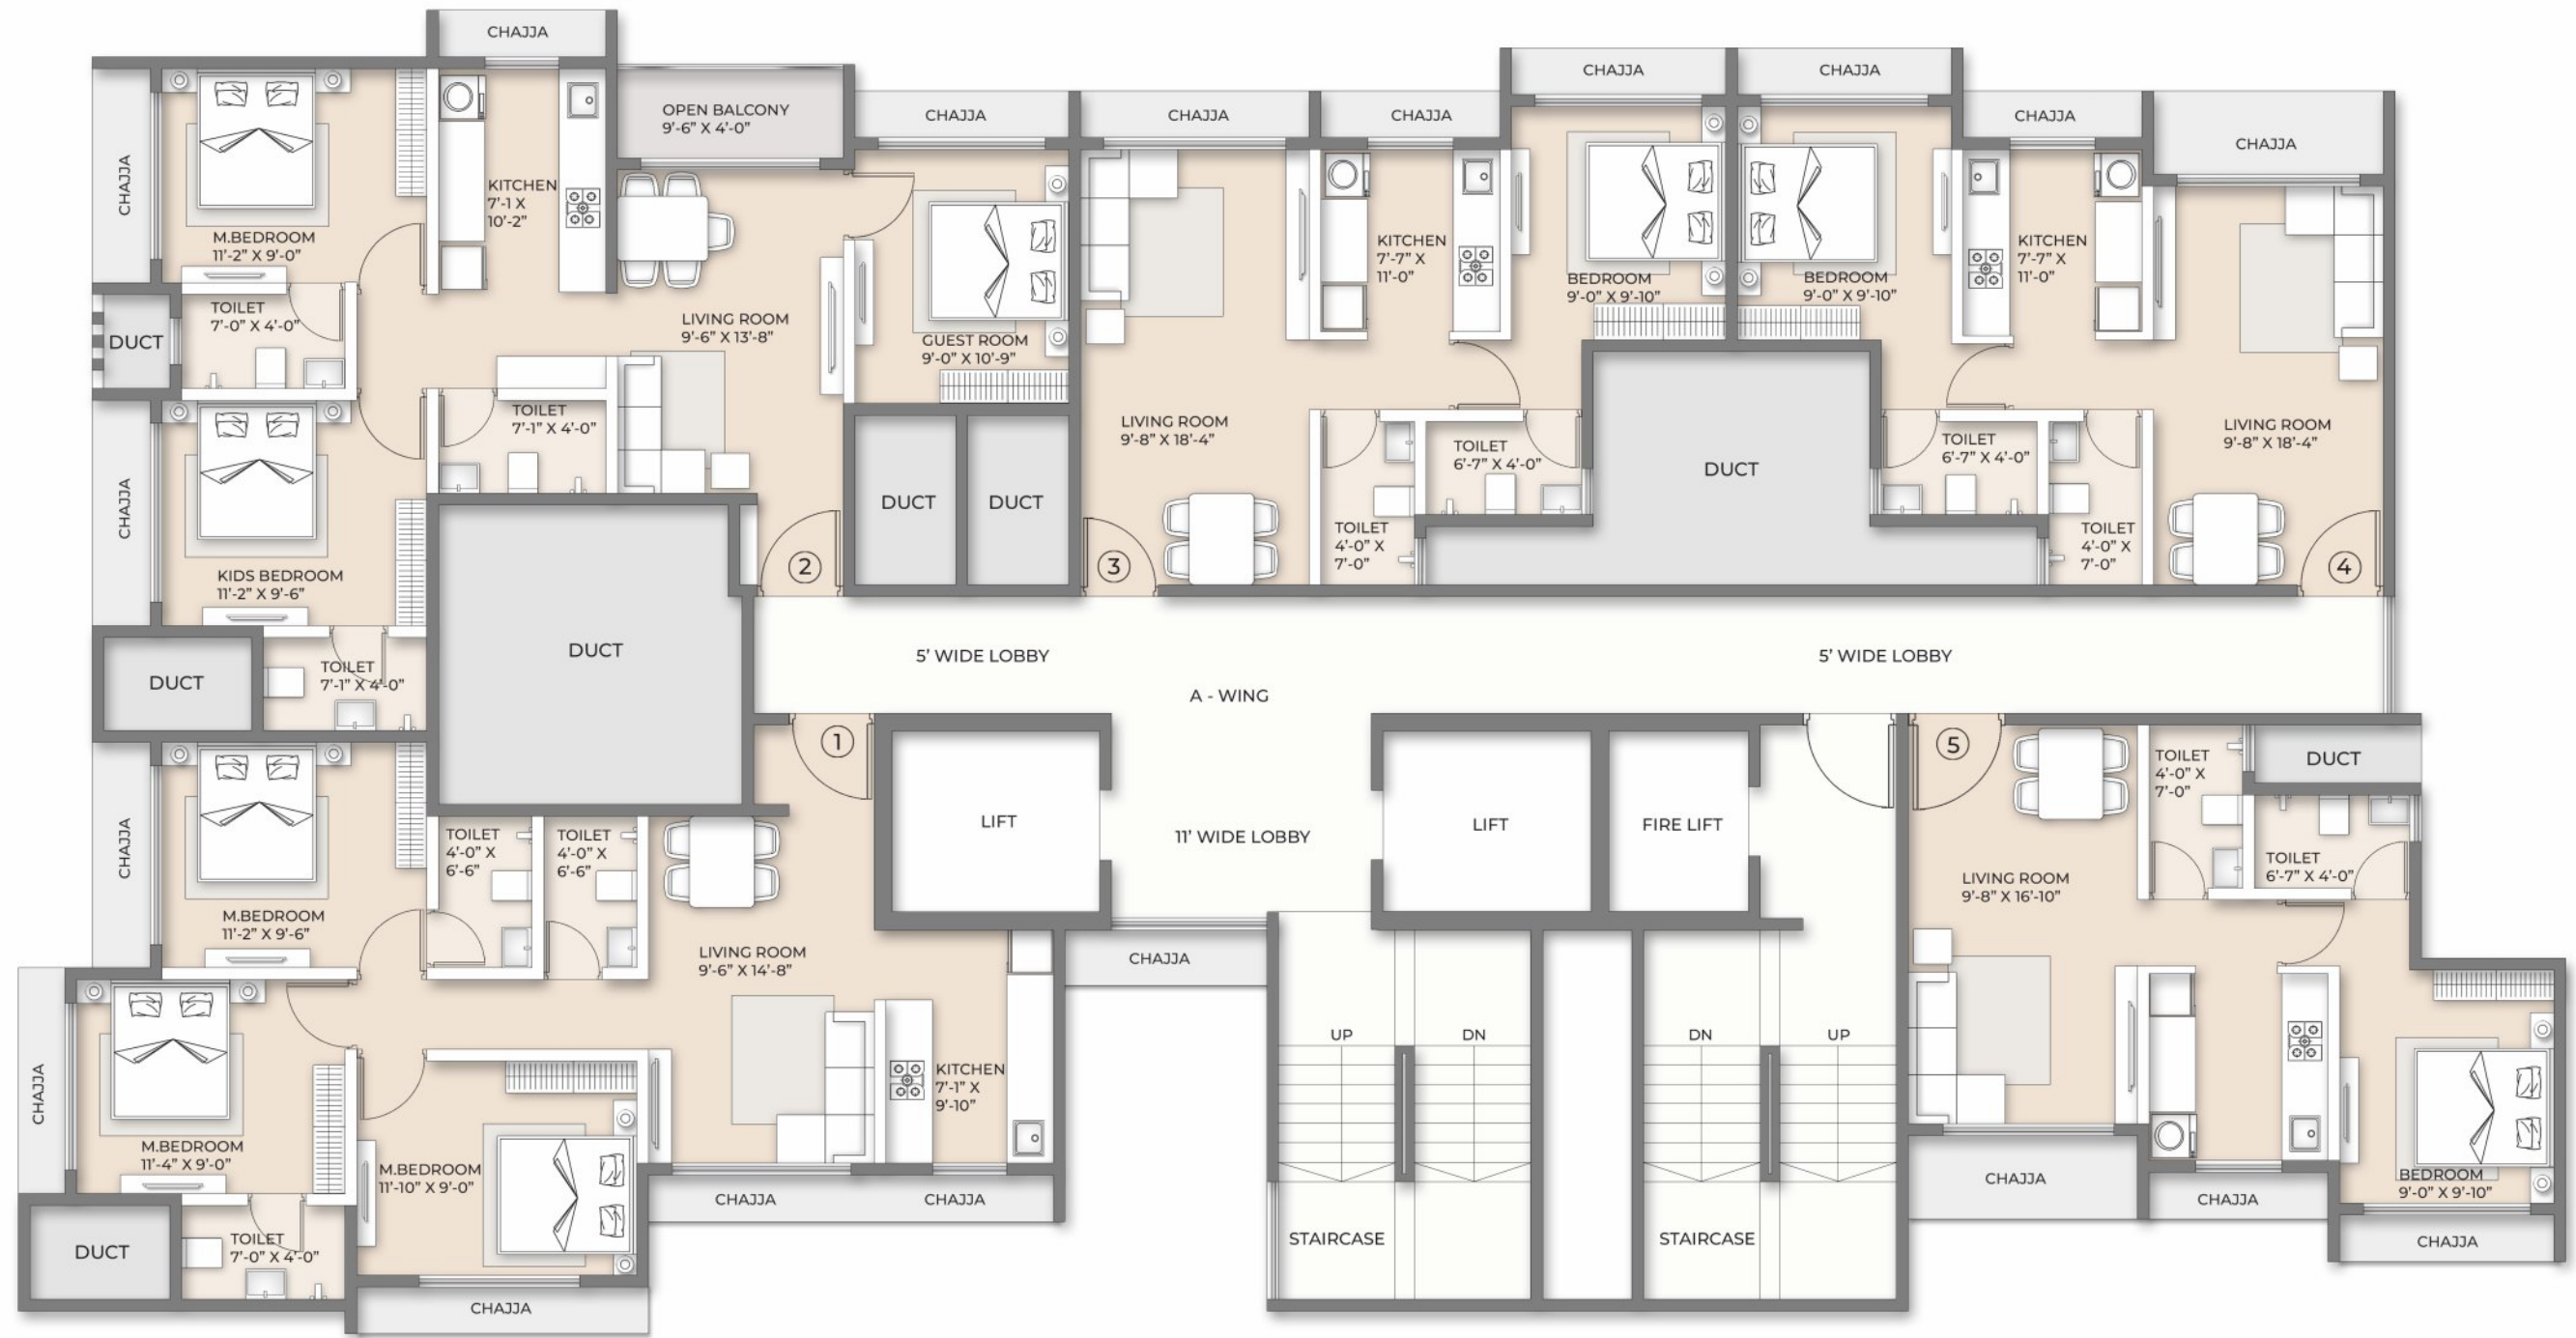 CHAJJA
CHAJJA
CHAJJA
OPEN BALCONY
9'-6” X 4'-0”
CHAJJA
CHAJJA
CHAJJA
CHAJJA
CHAJJA
CHAJJA
M.BEDROOM
11'-2” X 9'-0”
KITCHEN
7'-1 X
10'-2”
CHAJJA
KITCHEN
7'-7” X
11'-0”
BEDROOM
9'-0” X 9'-10”
BEDROOM
9'-0” X 9'-10”
KITCHEN
7'-7” X
11'-0”
TOILET
7'-0” X 4'-0”
DUCT
LIVING ROOM
9'-6” X 13'-8”
GUEST ROOM
9'-0” X 10'-9”
TOILET
7'-1” X 4'-0”
LIVING ROOM
9'-8” X 18'-4”
TOILET
6'-7” X 4'-0”
DUCT
TOILET
6'-7” X 4'-0”
LIVING ROOM
9'-8” X 18'-4”
CHAJJA
DUCT
DUCT
TOILET
4'-0” X
7'-0”
TOILET
4'-0” X
7'-0”
KIDS BEDROOM
11'-2” X 9'-6”
2
3
4
DUCT
TOILET
7'-1” X 4'-0”
DUCT
5' WIDE LOBBY
5' WIDE LOBBY
A - WING
1
5
CHAJJA
TOILET
4'-0” X
6'-6”
TOILET
4'-0” X
6'-6”
LIFT
11' WIDE LOBBY
LIFT
FIRE LIFT
TOILET
4'-0” X
7'-0”
DUCT
TOILET
6'-7” X 4'-0”
M.BEDROOM
11'-2” X 9'-6”
LIVING ROOM
9'-6” X 14'-8”
CHAJJA
LIVING ROOM
9'-8” X 16'-10”
CHAJJA
UP
DN
DN
UP
KITCHEN
7'-1” X
9'-10”
M.BEDROOM
11'-4” X 9'-0”
M.BEDROOM
11'-10” X 9'-0”
CHAJJA
CHAJJA
CHAJJA
CHAJJA
BEDROOM
9'-0” X 9'-10”
DUCT
TOILET
7'-0” X 4'-0”
STAIRCASE
STAIRCASE
CHAJJA
CHAJJA